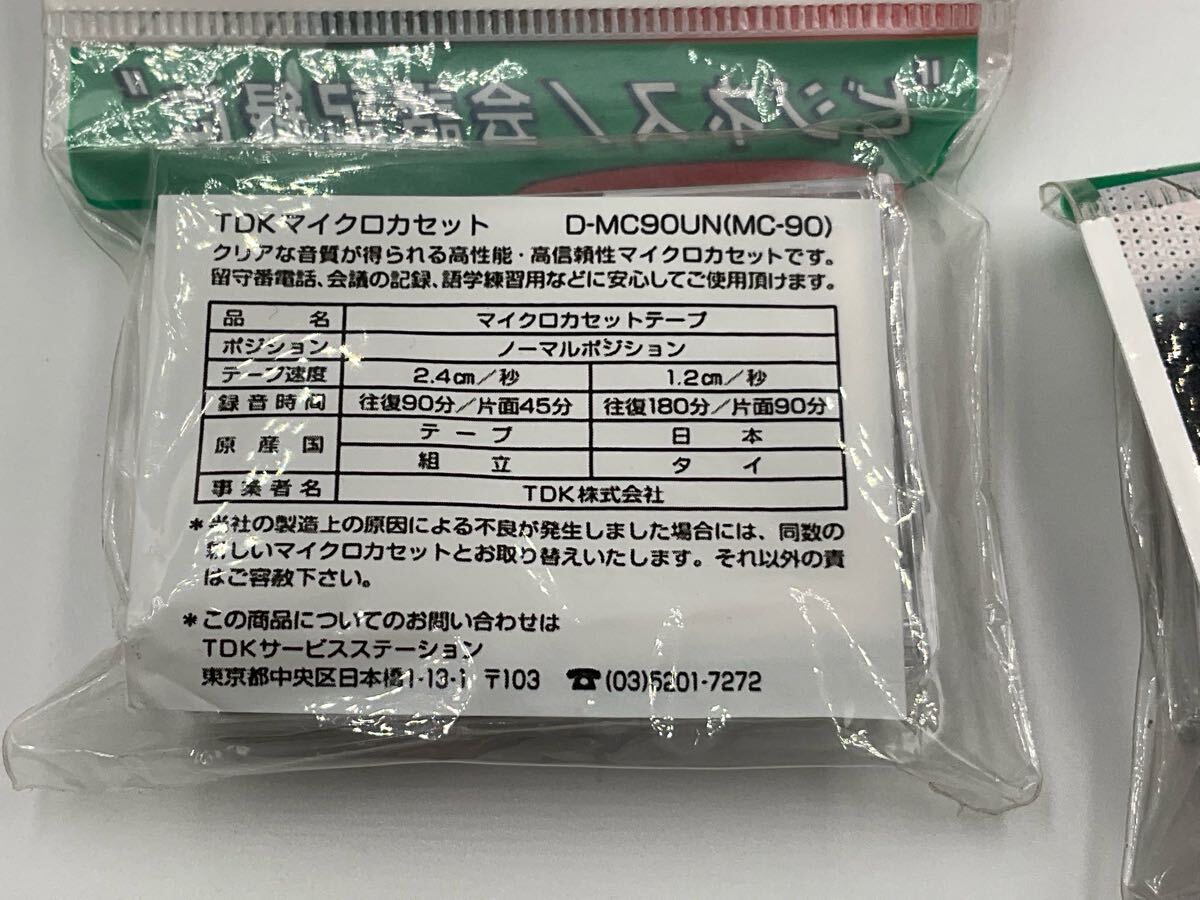 "ビジネス/会議記録に"
TDKマイクロカセット D-MC90UN(MC-90)
クリアな音質が得られる高性能・高信頼性マイクロカセットです。
留守番電話、会議の記録、語学練習用などに安心してご使用頂けます。
品名 マイクロカセットテープ
ポジション ノーマルポジション
テープ速度 2.4㎝/秒 1.2㎝/秒
録音時間 往復90分/片面45分 往復180分/片面90分
原産国 テープ 日本
組立 タイ
事業者名 TDK株式会社
*当社の製造上の原因による不良が発生しました場合には、同数の
新しいマイクロカセットとお取り替えいたします。それ以外の責
はご容赦下さい。
*この商品についてのお問い合わせは
TDKサービスステーション
東京都中央区日本橋1-13-1 〒103 ☎(03)5201-7272